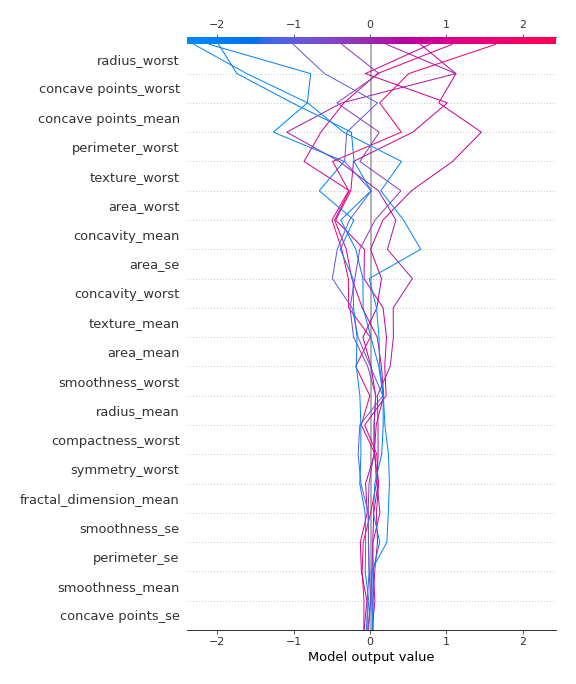 −2 −1 0 1 2
radius_worst
concave points_worst
concave points_mean
perimeter_worst
texture_worst
area_worst
concavity_mean
area_se
concavity_worst
texture_mean
area_mean
smoothness_worst
radius_mean
compactness_worst
symmetry_worst
fractal_dimension_mean
smoothness_se
perimeter_se
smoothness_mean
concave points_se
−2 −1 0 1 2
Model output value